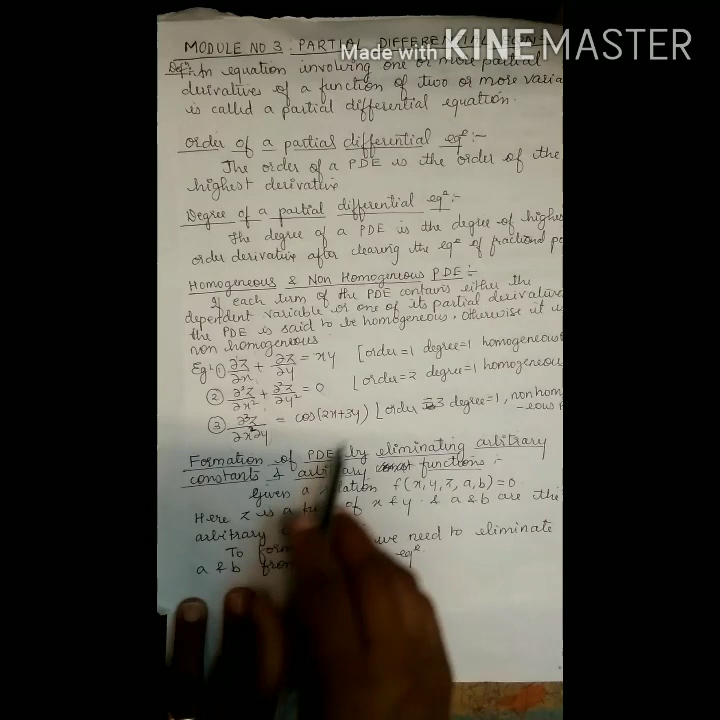 MODULE NO 3. PARTIAL
Made with KINEMASTER
Defⁿ:- An equation involving one or more partial
derivatives of a function of two or more varia
is called a partial differential equation.
Order of a partial differential eqⁿ:-
The order of a PDE is the order of the
highest derivative
Degree of a partial differential eqⁿ:-
The degree of a PDE is the degree of highes
order derivative after clearing the eqⁿ of fractional po
Homogeneous & Non Homogeneous PDE :-
If each term of the PDE contains either the
dependent variable or one of its partial derivative
the PDE is said to be homogeneous, otherwise it is
non homogeneous.
Eg:- ① ∂z/∂x + ∂z/∂y = xy [order=1 degree=1 homogeneous
② ∂²z/∂x² + ∂²z/∂y² = 0 [order=2 degree=1 homogeneous
③ ∂³z/∂x²∂y = cos(2x+3y) [order =3 degree=1, nonhom
-eous
Formation of PDE by eliminating arbitrary
constants & arbitrary functions :-
Given a relation f(x, y, z, a, b) = 0
Here z is a of x & y & a & b are the
arbitrary
To form we need to eliminate
a & b from eqⁿ.